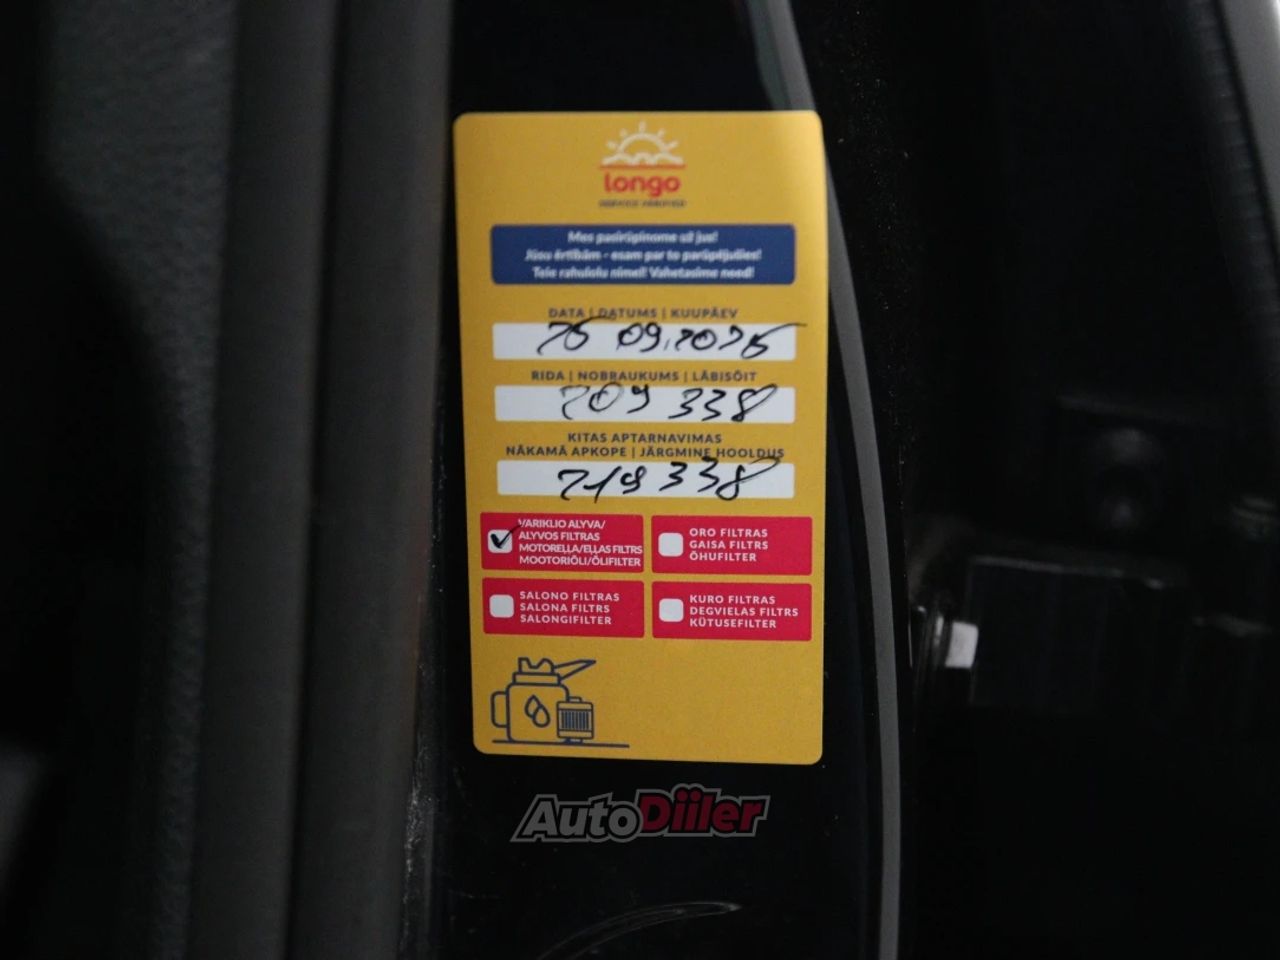 longo
Mes pasirūpinome už jus!
Jūsu ērtībām - esam par to parūpējušies!
Teie rahulolu nimel! Vahetasime need!
DATA | DATUMS | KUUPÄEV
26 09.2025
RIDA | NOBRAUKUMS | LÄBISÕIT
209 338
KITAS APTARNAVIMAS
NĀKAMĀ APKOPE | JÄRGMINE HOOLDUS
219 338
VARIKLIO ALYVA/
ALYVOS FILTRAS
MOTOREĻĻA/EĻĻAS FILTRS
MOOTORIÕLI/ÕLIFILTER
ORO FILTRAS
GAISA FILTRS
ÕHUFILTER
SALONO FILTRAS
SALONA FILTRS
SALONGIFILTER
KURO FILTRAS
DEGVIELAS FILTRS
KÜTUSEFILTER
AutoDiiler